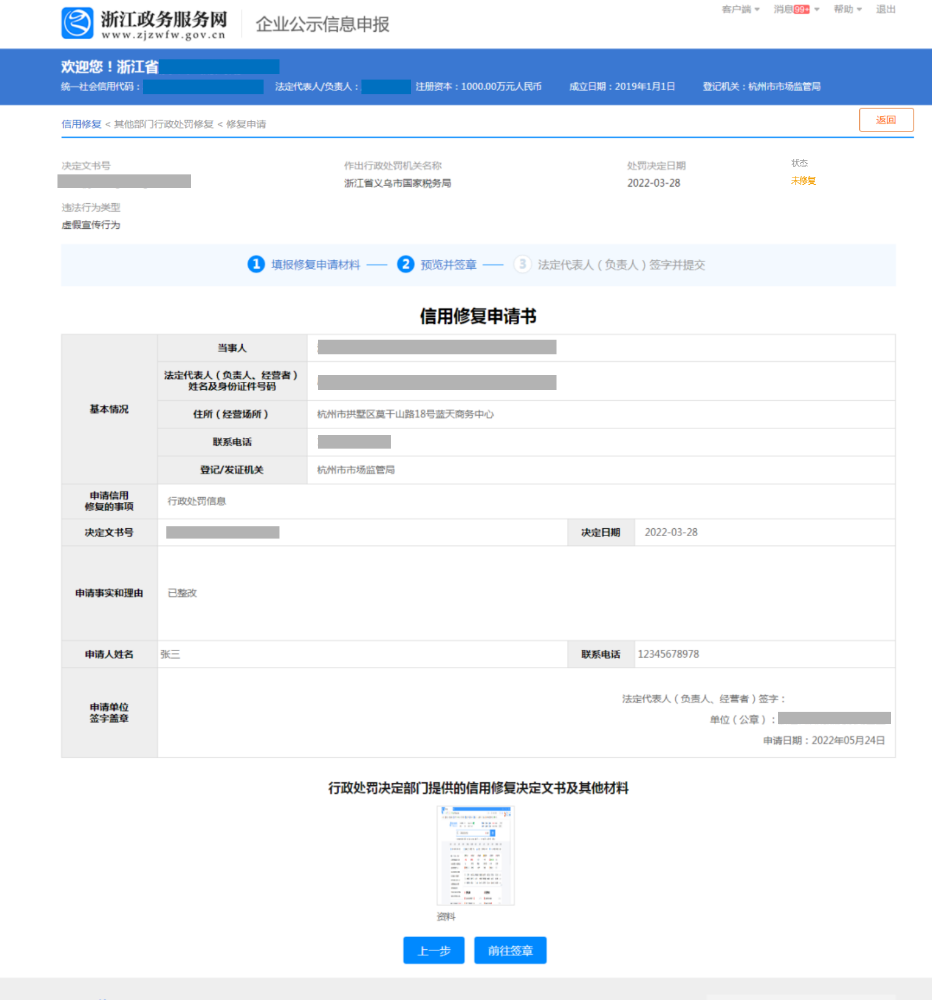 浙江政务服务网
www.zjzwfw.gov.cn
企业公示信息申报
客户端 消息 99+ 帮助 退出
欢迎您！浙江省
统一社会信用代码： 法定代表人/负责人： 注册资本：1000.00万元人民币 成立日期：2019年1月1日 登记机关：杭州市市场监管局
信用修复 < 其他部门行政处罚修复 < 修复申请
返回
决定文书号 作出行政处罚机关名称 处罚决定日期 状态
浙江省义乌市国家税务局 2022-03-28 未修复
违法行为类型
虚假宣传行为
1 填报修复申请材料 2 预览并签章 3 法定代表人（负责人）签字并提交
信用修复申请书
基本情况
当事人
法定代表人（负责人、经营者）
姓名及身份证件号码
住所（经营场所） 杭州市拱墅区莫干山路18号蓝天商务中心
联系电话
登记/发证机关 杭州市市场监管局
申请信用
修复的事项
行政处罚信息
决定文书号 决定日期 2022-03-28
申请事实和理由 已整改
申请人姓名 张三 联系电话 12345678978
申请单位
签字盖章
法定代表人（负责人、经营者）签字：
单位（公章）：
申请日期：2022年05月24日
行政处罚决定部门提供的信用修复决定文书及其他材料
资料
上一步 前往签章